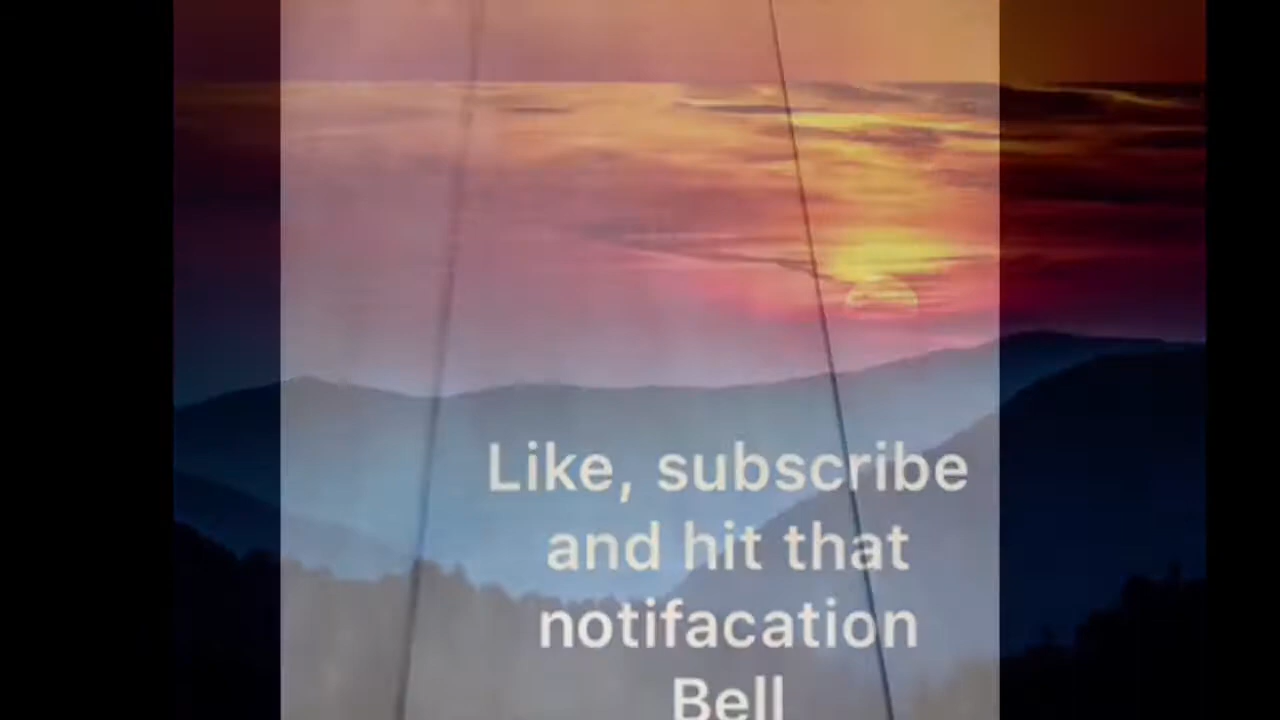 Like, subscribe
and hit that
notifacation
Bell